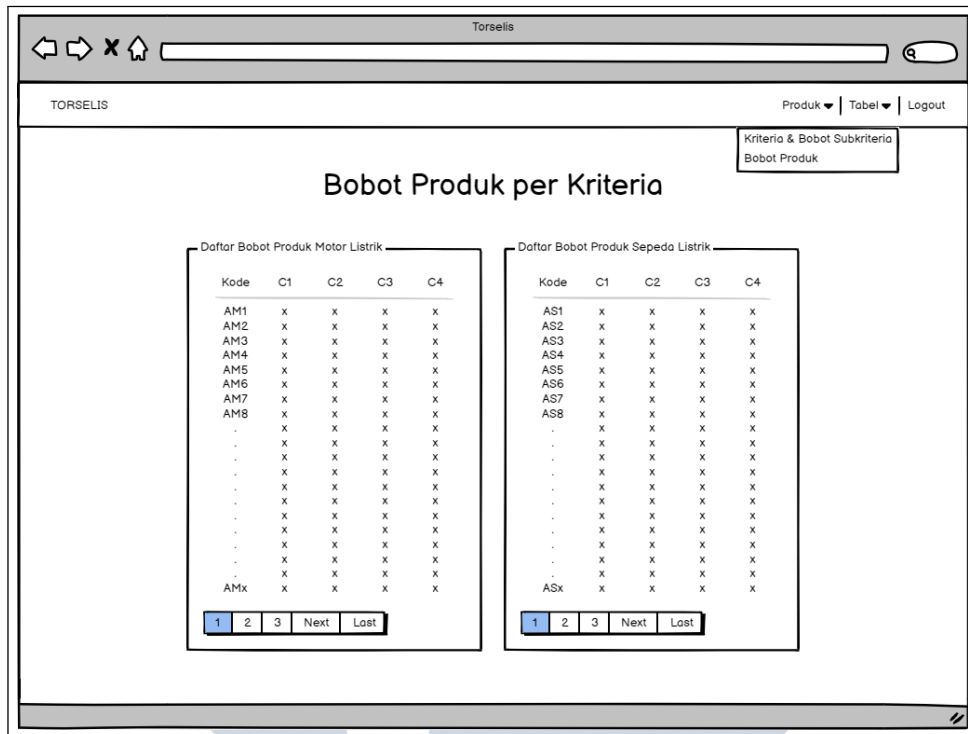 Torselis
TORSELIS
Produk Tabel Logout
Kriteria & Bobot Subkriteria
Bobot Produk
Bobot Produk per Kriteria
Daftar Bobot Produk Motor Listrik
Kode C1 C2 C3 C4
AM1 x x x x
AM2 x x x x
AM3 x x x x
AM4 x x x x
AM5 x x x x
AM6 x x x x
AM7 x x x x
AM8 x x x x
. x x x x
. x x x x
. x x x x
. x x x x
. x x x x
. x x x x
. x x x x
. x x x x
. x x x x
. x x x x
. x x x x
AMx x x x x
1 2 3 Next Last
Daftar Bobot Produk Sepeda Listrik
Kode C1 C2 C3 C4
AS1 x x x x
AS2 x x x x
AS3 x x x x
AS4 x x x x
AS5 x x x x
AS6 x x x x
AS7 x x x x
AS8 x x x x
. x x x x
. x x x x
. x x x x
. x x x x
. x x x x
. x x x x
. x x x x
. x x x x
. x x x x
. x x x x
. x x x x
ASx x x x x
1 2 3 Next Last